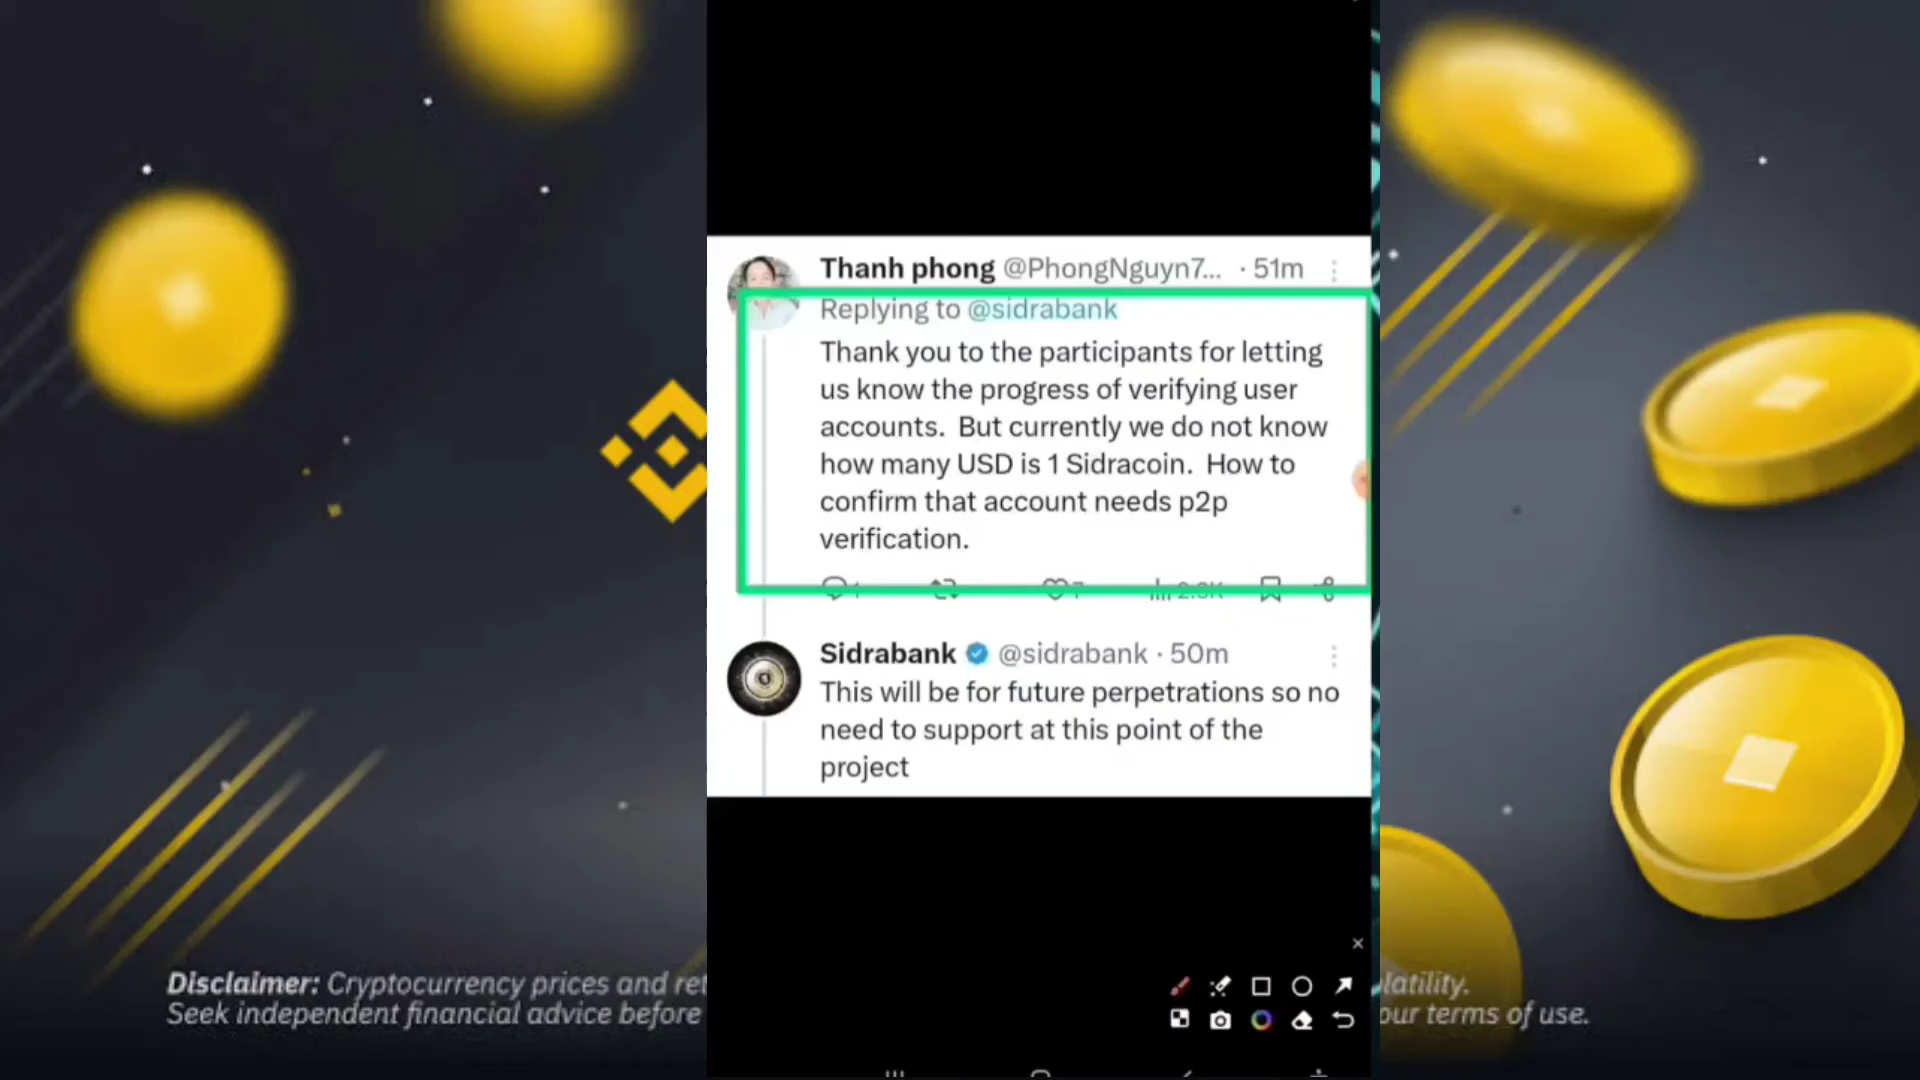 Thanh phong @PhongNguyn7... · 51m
Replying to @sidrabank
Thank you to the participants for letting
us know the progress of verifying user
accounts.  But currently we do not know
how many USD is 1 Sidracoin.  How to
confirm that account needs p2p
verification.
Sidrabank @sidrabank · 50m
This will be for future perpetrations so no
need to support at this point of the
project
Disclaimer: Cryptocurrency prices and
Seek independent financial advice before
our terms of use.